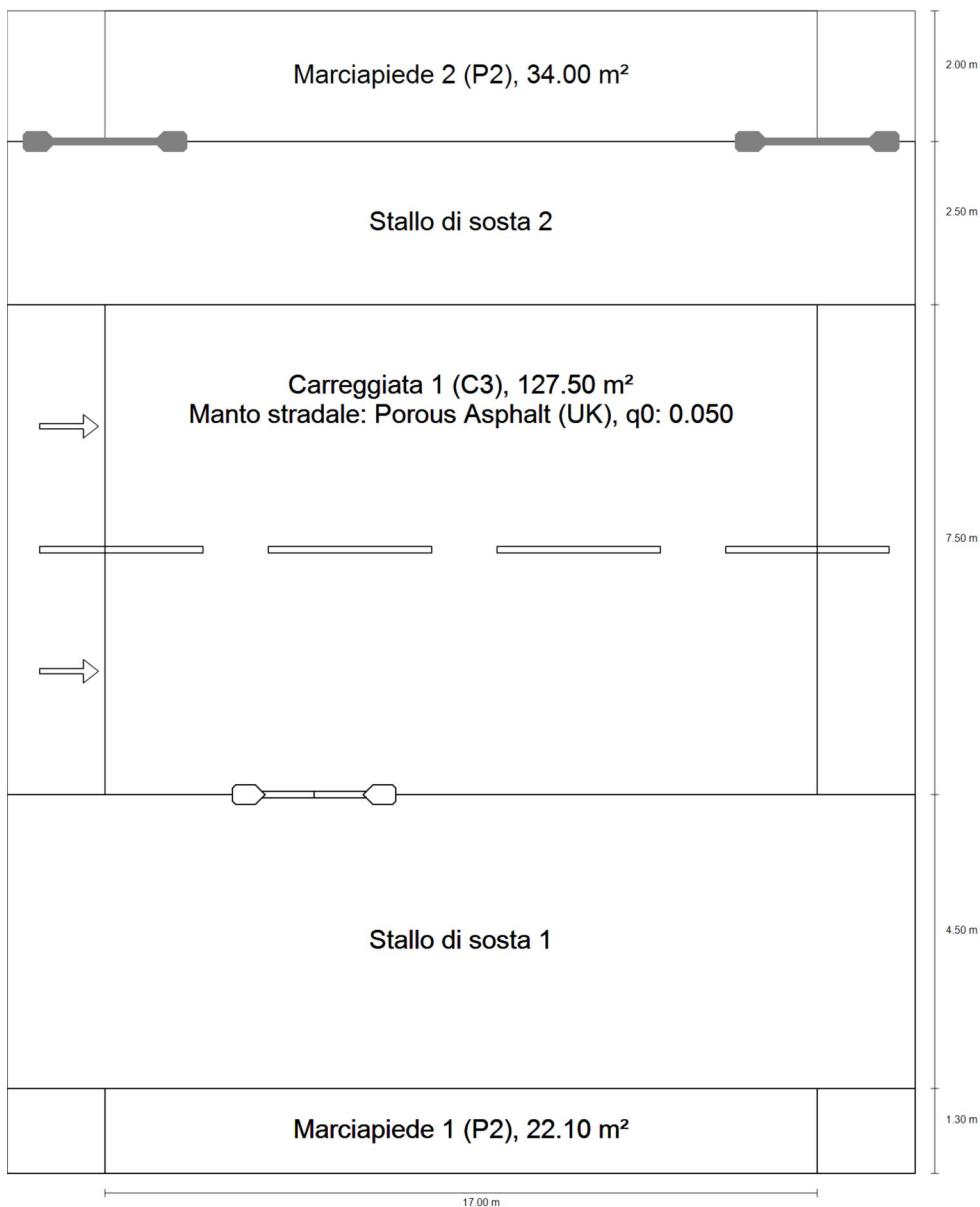 Marciapiede 2 (P2), 34.00 m²
2.00 m
Stallo di sosta 2
2.50 m
Carreggiata 1 (C3), 127.50 m²
Manto stradale: Porous Asphalt (UK), q0: 0.050
7.50 m
Stallo di sosta 1
4.50 m
Marciapiede 1 (P2), 22.10 m²
1.30 m
17.00 m